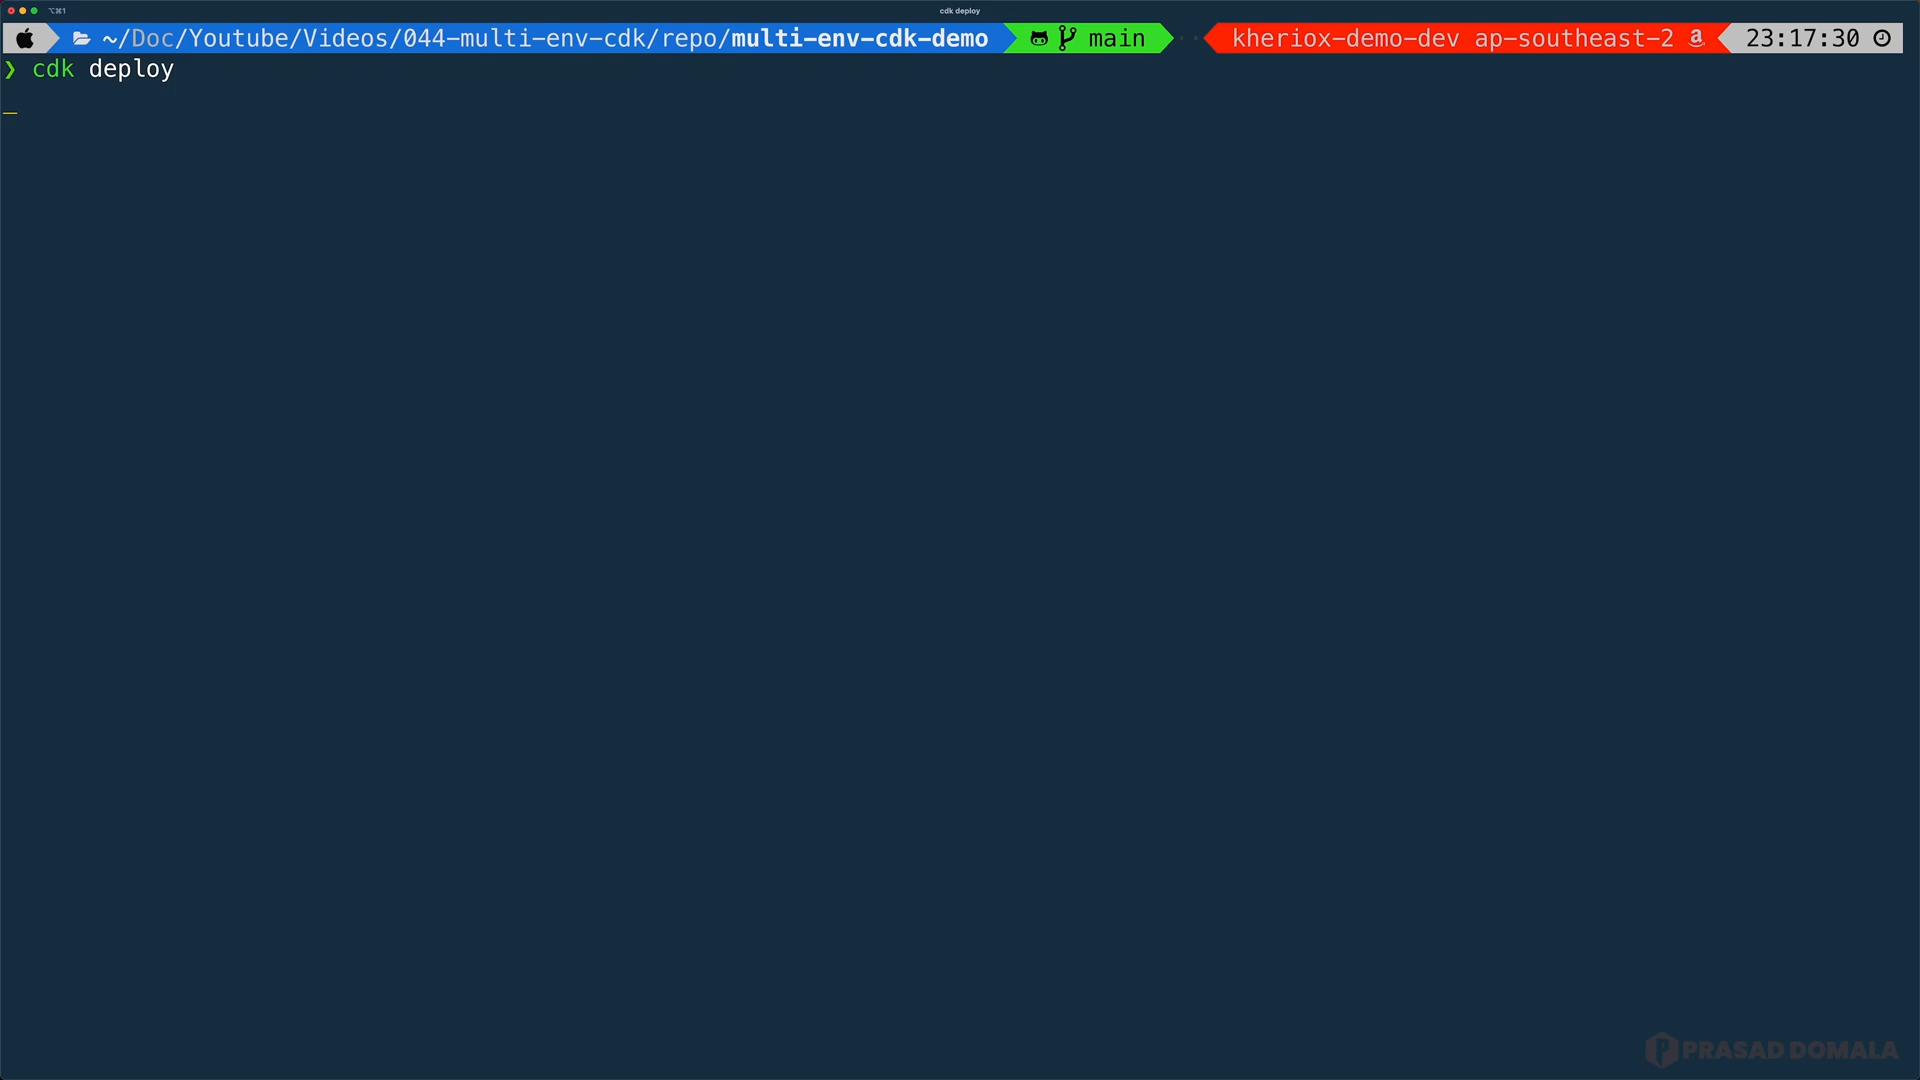 ⌥⌘1
cdk deploy
~/Doc/Youtube/Videos/044-multi-env-cdk/repo/multi-env-cdk-demo main kheriox-demo-dev ap-southeast-2 23:17:30
❯ cdk deploy
PRASAD DOMALA